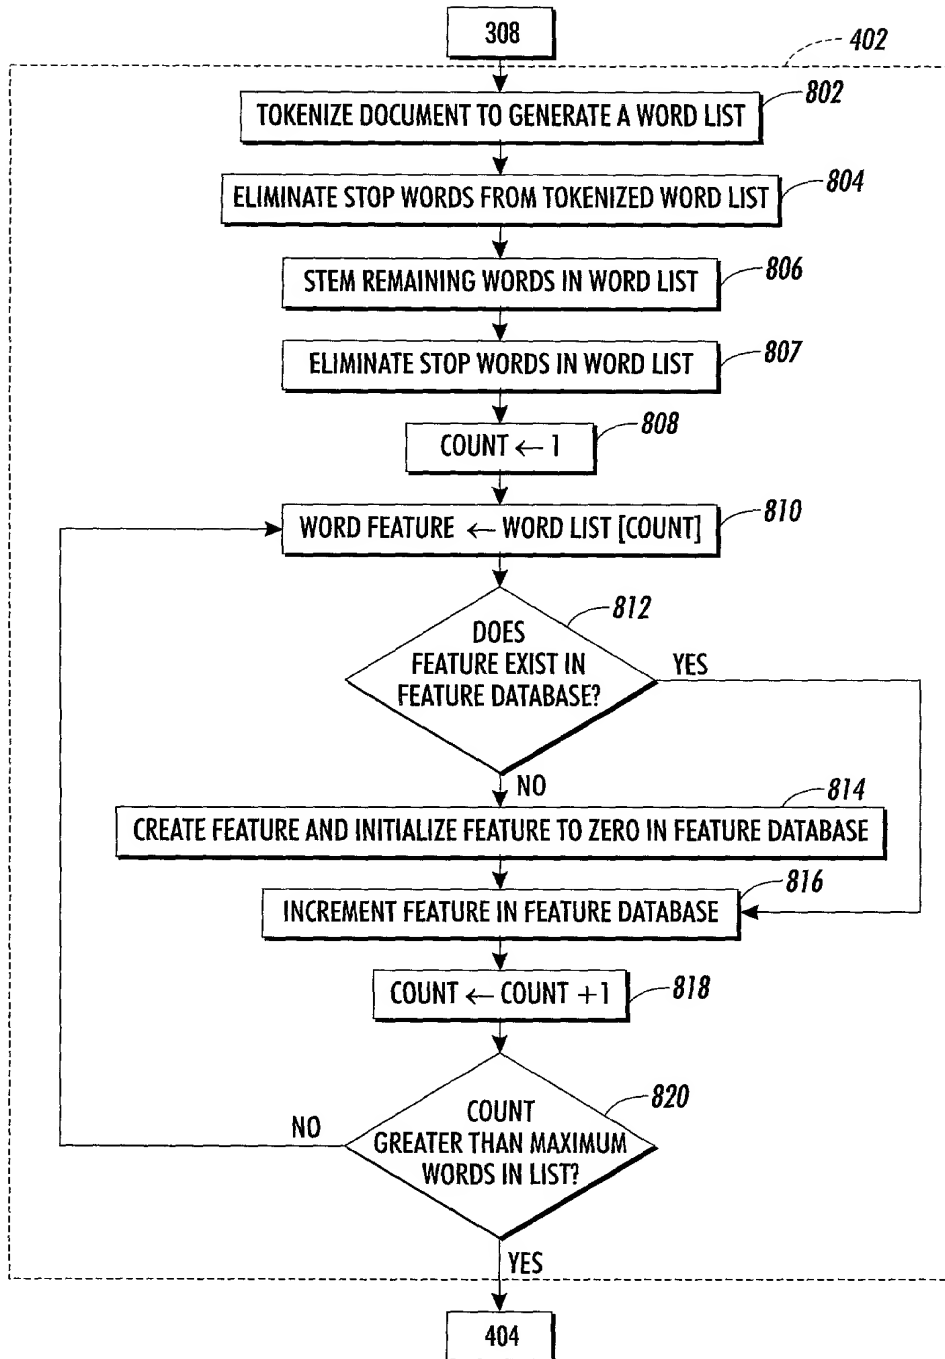 308
402
802
TOKENIZE DOCUMENT TO GENERATE A WORD LIST
804
ELIMINATE STOP WORDS FROM TOKENIZED WORD LIST
806
STEM REMAINING WORDS IN WORD LIST
807
ELIMINATE STOP WORDS IN WORD LIST
808
COUNT ← 1
810
WORD FEATURE ← WORD LIST [COUNT]
812
DOES
FEATURE EXIST IN
FEATURE DATABASE?
YES
NO
814
CREATE FEATURE AND INITIALIZE FEATURE TO ZERO IN FEATURE DATABASE
816
INCREMENT FEATURE IN FEATURE DATABASE
818
COUNT ← COUNT +1
820
COUNT
GREATER THAN MAXIMUM
WORDS IN LIST?
NO
YES
404